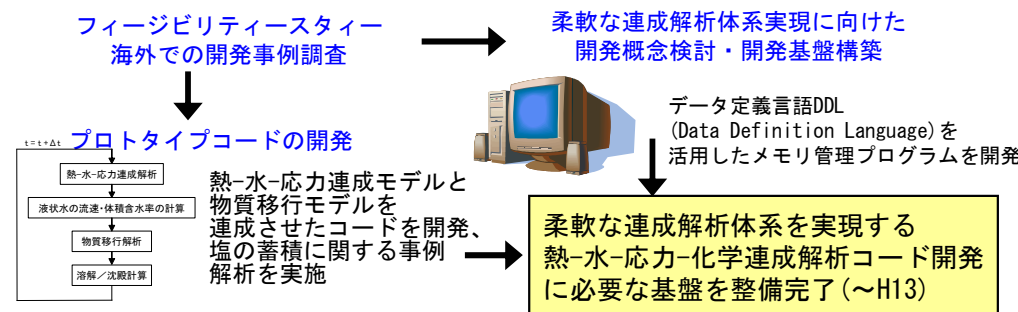 フィージビリティースタィー
海外での開発事例調査
柔軟な連成解析体系実現に向けた
開発概念検討・開発基盤構築
データ定義言語DDL
(Data Definition Language)を
活用したメモリ管理プログラムを開発
プロトタイプコードの開発
t=t+Δt
熱-水-応力連成解析
液状水の流速・体積含水率の計算
物質移行解析
溶解／沈殿計算
熱-水-応力連成モデルと
物質移行モデルを
連成させたコードを開発、
塩の蓄積に関する事例
解析を実施
柔軟な連成解析体系を実現する
熱-水-応力-化学連成解析コード開発
に必要な基盤を整備完了(～H13)